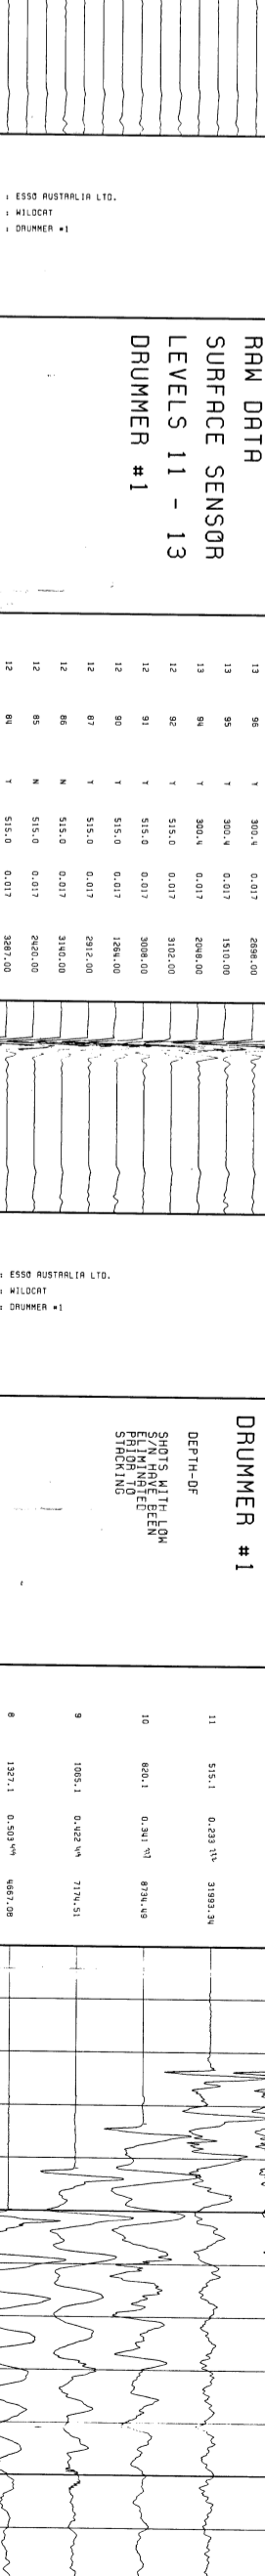 : ESSO AUSTRALIA LTD.
: WILDCAT
: DRUMMER #1
RAW DATA
SURFACE SENSOR
LEVELS 11 - 13
DRUMMER #1
13 96 Y 300.4 0.017 2698.00
13 95 Y 300.4 0.017 1510.00
13 94 Y 300.4 0.017 2048.00
12 92 Y 515.0 0.017 3102.00
12 91 Y 515.0 0.017 3008.00
12 90 Y 515.0 0.017 1264.00
12 87 Y 515.0 0.017 2912.00
12 86 N 515.0 0.017 3140.00
12 85 N 515.0 0.017 2420.00
12 84 Y 515.0 0.017 3287.00
: ESSO AUSTRALIA LTD.
: WILDCAT
: DRUMMER #1
DRUMMER #1
DEPTH-DF
SHOTS WITH LOW
S/N HAVE BEEN
ELIMINATED
PRIOR TO
STACKING
11 515.1 0.233 31993.34
10 820.1 0.341 8734.49
9 1065.1 0.422 7174.51
8 1327.1 0.503 4667.08